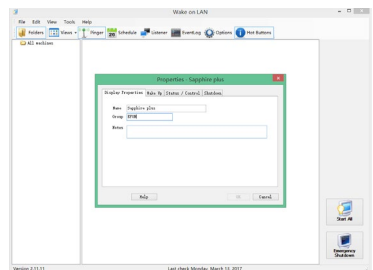 Wake on LAN
File Edit View Tools Help
Folders Views Finger Schedule Listener EventLog Options Hot Buttons
All machines
Properties - Sapphire plus
Display Properties Wake Up Status / Control Shutdown
Name Sapphire plus
Group
Notes
Help OK Cancel
Start All
Emergency
Shutdown
Version 2.11.11 Last check Monday, March 13, 2017